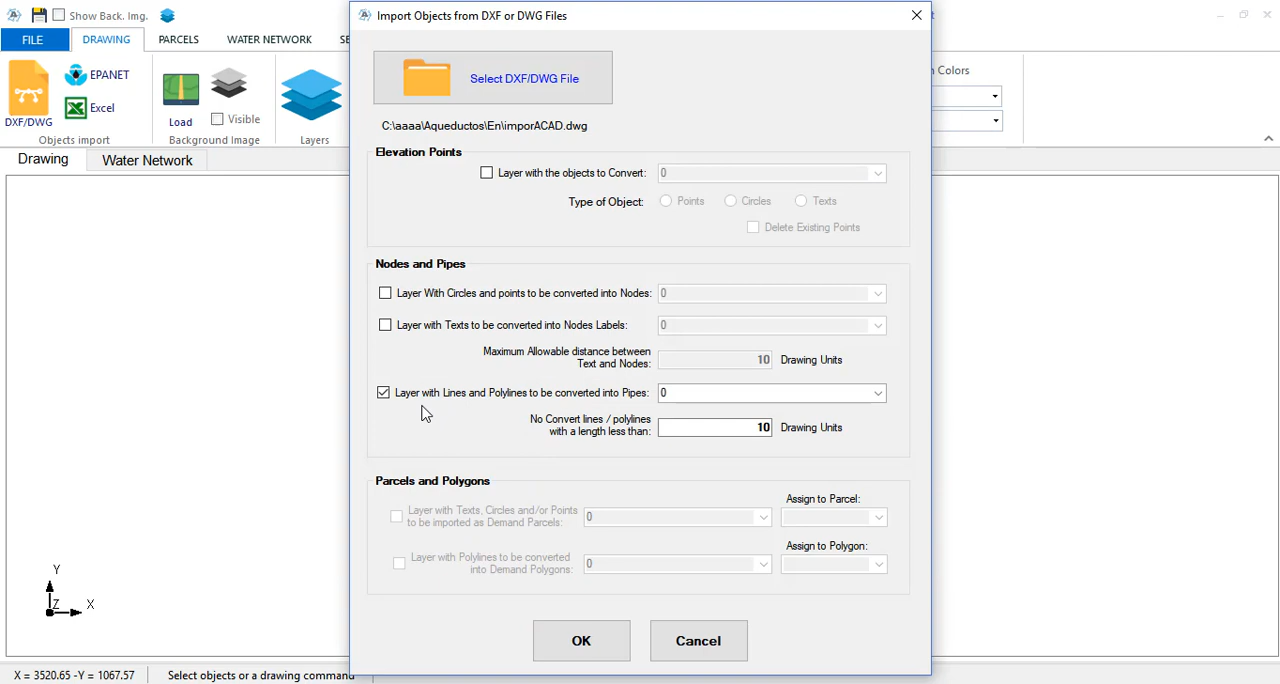 Show Back. Img.
FILE DRAWING PARCELS WATER NETWORK
EPANET
Excel
DXF/DWG
Objects import
Load
Visible
Background Image
Layers
Colors
Drawing Water Network
Import Objects from DXF or DWG Files
Select DXF/DWG File
C:\aaaa\Aqueductos\En\imporACAD.dwg
Elevation Points
Layer with the objects to Convert: 0
Type of Object: Points Circles Texts
Delete Existing Points
Nodes and Pipes
Layer With Circles and points to be converted into Nodes: 0
Layer with Texts to be converted into Nodes Labels: 0
Maximum Allowable distance between
Text and Nodes: 10 Drawing Units
Layer with Lines and Polylines to be converted into Pipes: 0
No Convert lines / polylines
with a length less than: 10 Drawing Units
Parcels and Polygons
Assign to Parcel:
Layer with Texts, Circles and/or Points
to be imported as Demand Parcels: 0
Assign to Polygon:
Layer with Polylines to be converted
into Demand Polygons: 0
OK Cancel
Y
Z X
X = 3520.65 -Y = 1067.57 Select objects or a drawing command